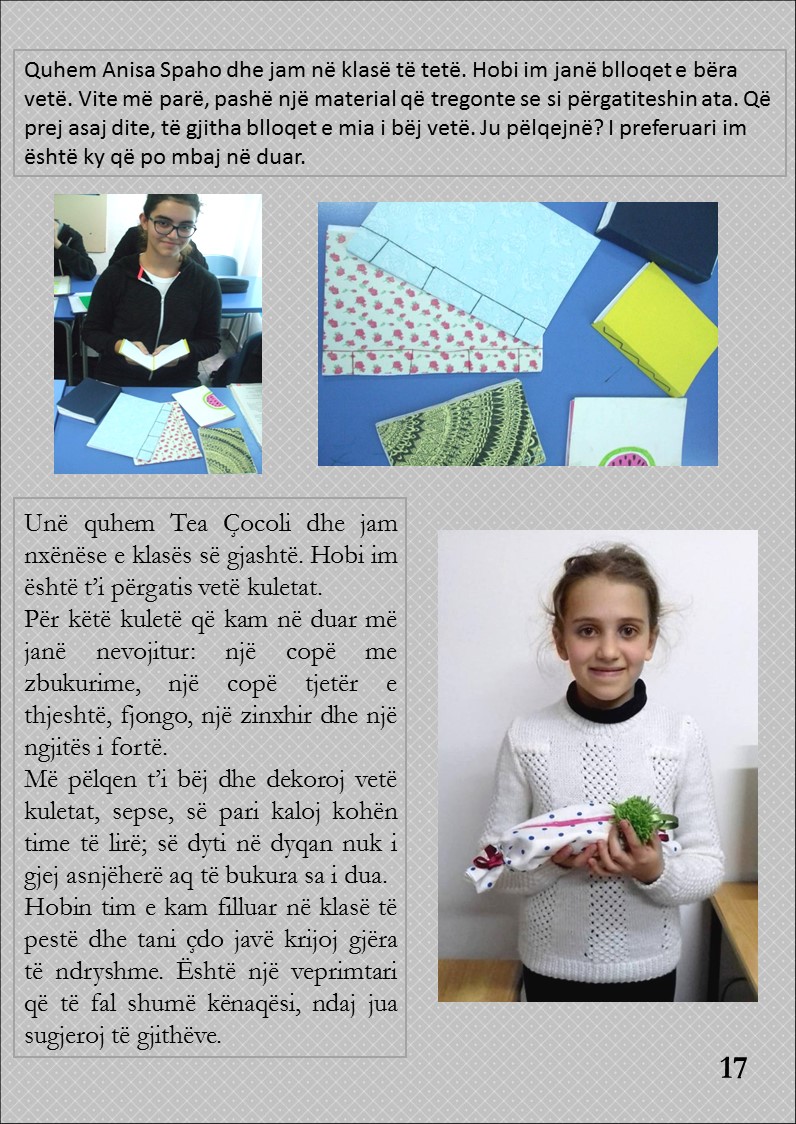 Quhem Anisa Spaho dhe jam në klasë të tetë. Hobi im janë blloqet e bëra
vetë. Vite më parë, pashë një material që tregonte se si përgatiteshin ata. Që
prej asaj dite, të gjitha blloqet e mia i bëj vetë. Ju pëlqejnë? I preferuari im
është ky që po mbaj në duar.
Unë quhem Tea Çocoli dhe jam
nxënëse e klasës së gjashtë. Hobi im
është t’i përgatis vetë kuletat.
Për këtë kuletë që kam në duar më
janë nevojitur: një copë me
zbukurime, një copë tjetër e
thjeshtë, fjongo, një zinxhir dhe një
ngjitës i fortë.
Më pëlqen t’i bëj dhe dekoroj vetë
kuletat, sepse, së pari kaloj kohën
time të lirë; së dyti në dyqan nuk i
gjej asnjëherë aq të bukura sa i dua.
Hobin tim e kam filluar në klasë të
pestë dhe tani çdo javë krijoj gjëra
të ndryshme. Është një veprimtari
që të fal shumë kënaqësi, ndaj jua
sugjeroj të gjithëve.
17